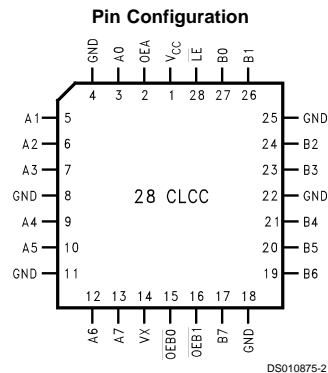 Pin Configuration
GND A0 OEA VCC LE B0 B1
4 3 2 1 28 27 26
A1 5 25 GND
A2 6 24 B2
A3 7 23 B3
GND 8 28 CLCC 22 GND
A4 9 21 B4
A5 10 20 B5
GND 11 19 B6
12 13 14 15 16 17 18
A6 A7 VX OEB0 OEB1 B7 GND
DS010875-2